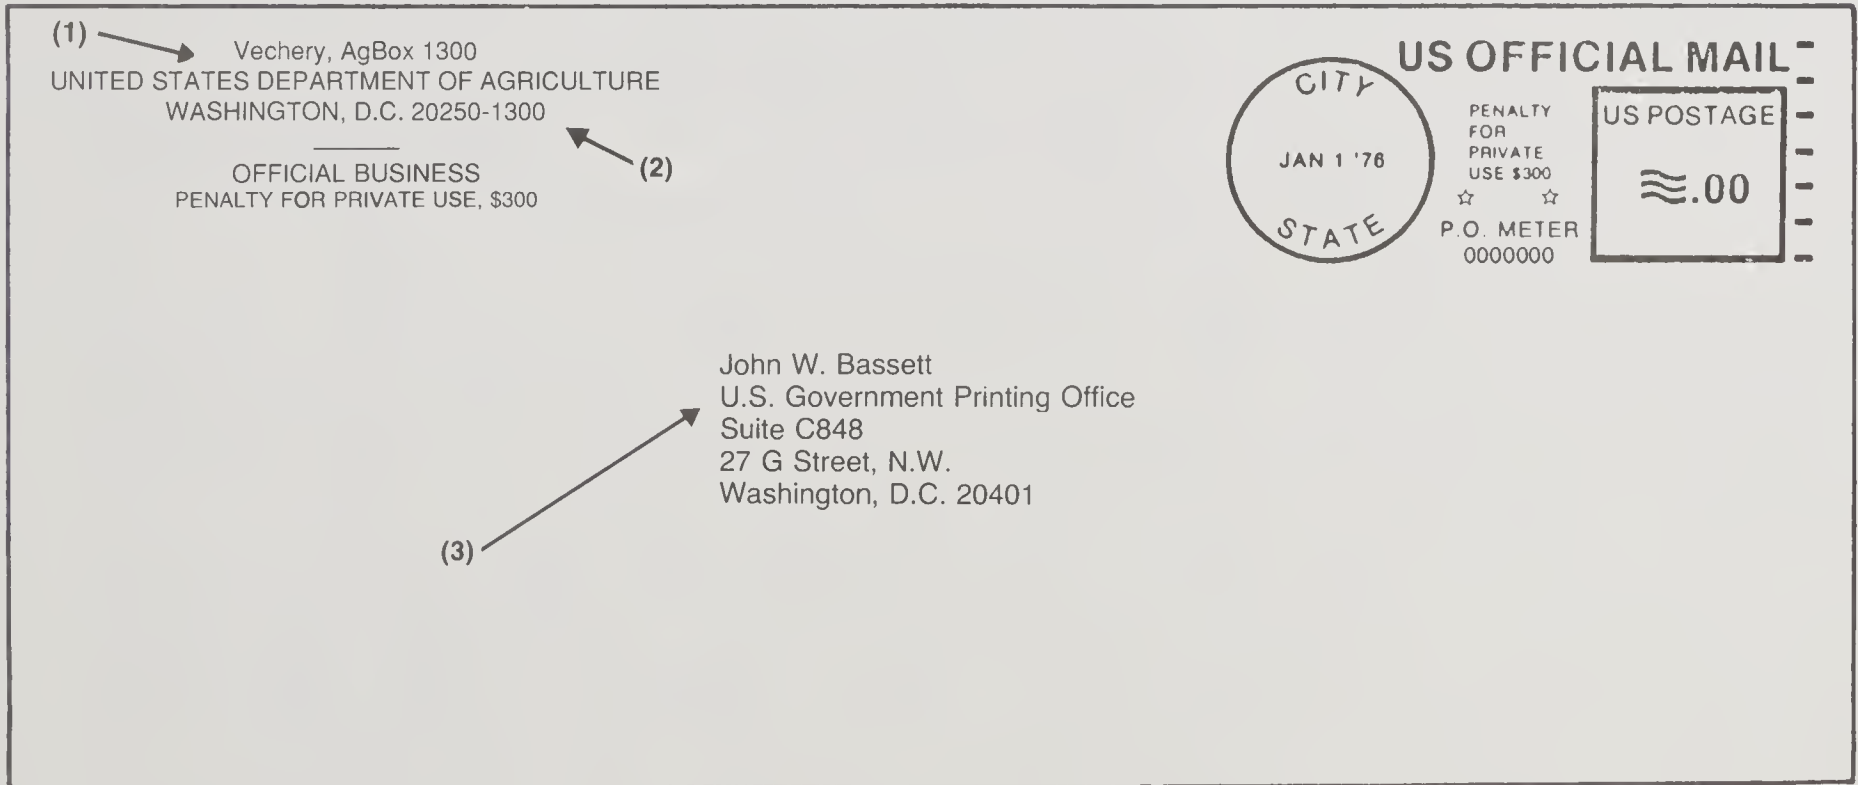 (1)
Vechery, AgBox 1300
UNITED STATES DEPARTMENT OF AGRICULTURE
WASHINGTON, D.C. 20250-1300
(2)
OFFICIAL BUSINESS
PENALTY FOR PRIVATE USE, $300
US OFFICIAL MAIL
CITY
JAN 1 '76
STATE
PENALTY
FOR
PRIVATE
USE $300
P.O. METER
0000000
US POSTAGE
.00
John W. Bassett
U.S. Government Printing Office
Suite C848
27 G Street, N.W.
Washington, D.C. 20401
(3)